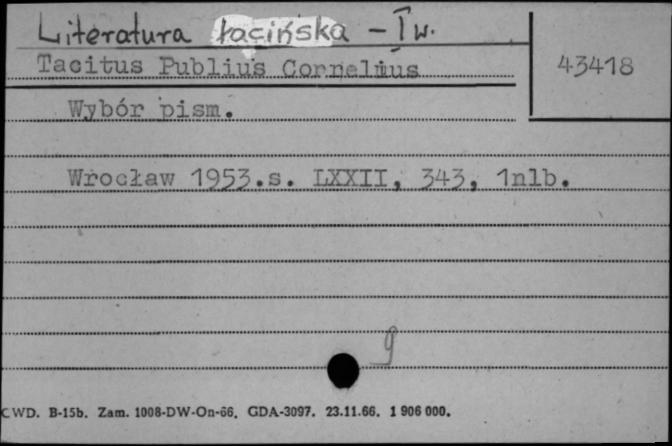 Literatura łacińska - I w.
43418
Tacitus Publius Cornelius
Wybór pism.
Wrocław 1953.s. LXXII, 343, 1nlb.
9
CWD. B-15b. Zam. 1008-DW-On-66. GDA-3097. 23.11.66. 1 906 000.